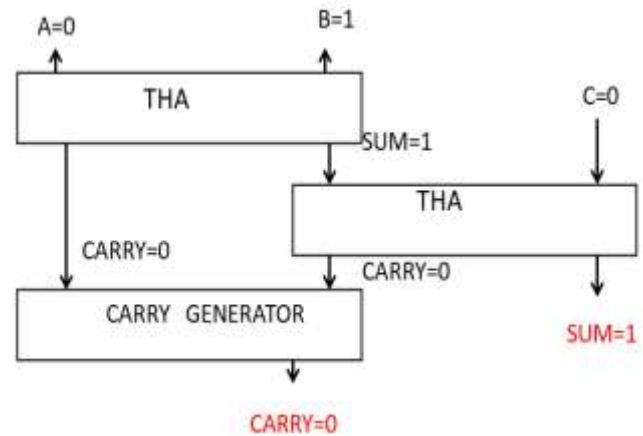 A=0
B=1
THA
C=0
SUM=1
THA
CARRY=0
CARRY=0
CARRY GENERATOR
SUM=1
CARRY=0